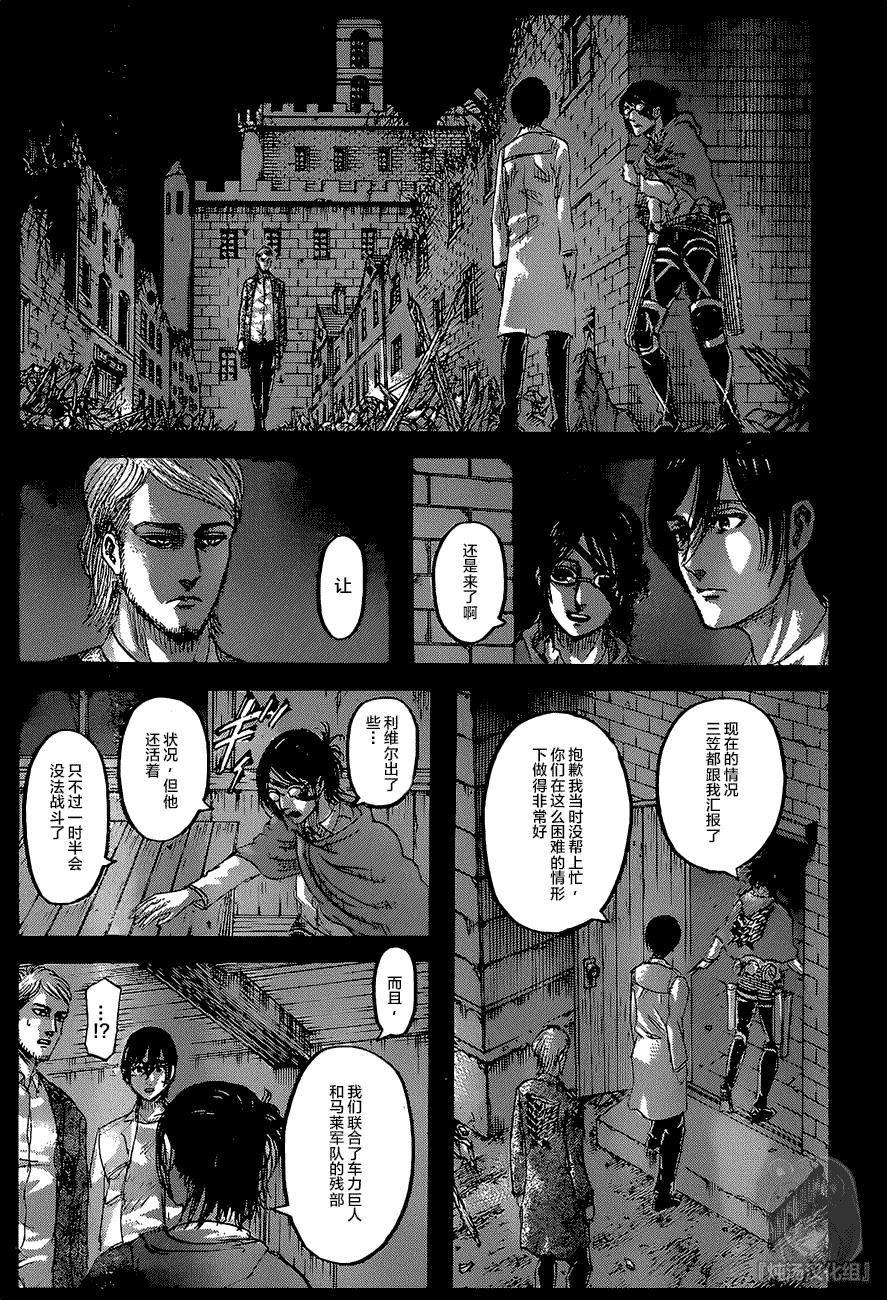 还是来了啊
让
现在的情况
三笠都跟我汇报了
抱歉我当时没帮上忙，
你们在这么困难的情形
下做得非常好
利维尔出了
些…
状况，但他
还活着
只不过一时半会
没法战斗了
而且，
我们联合了车力巨人
和马莱军队的残部
…!?
『炖汤汉化组』